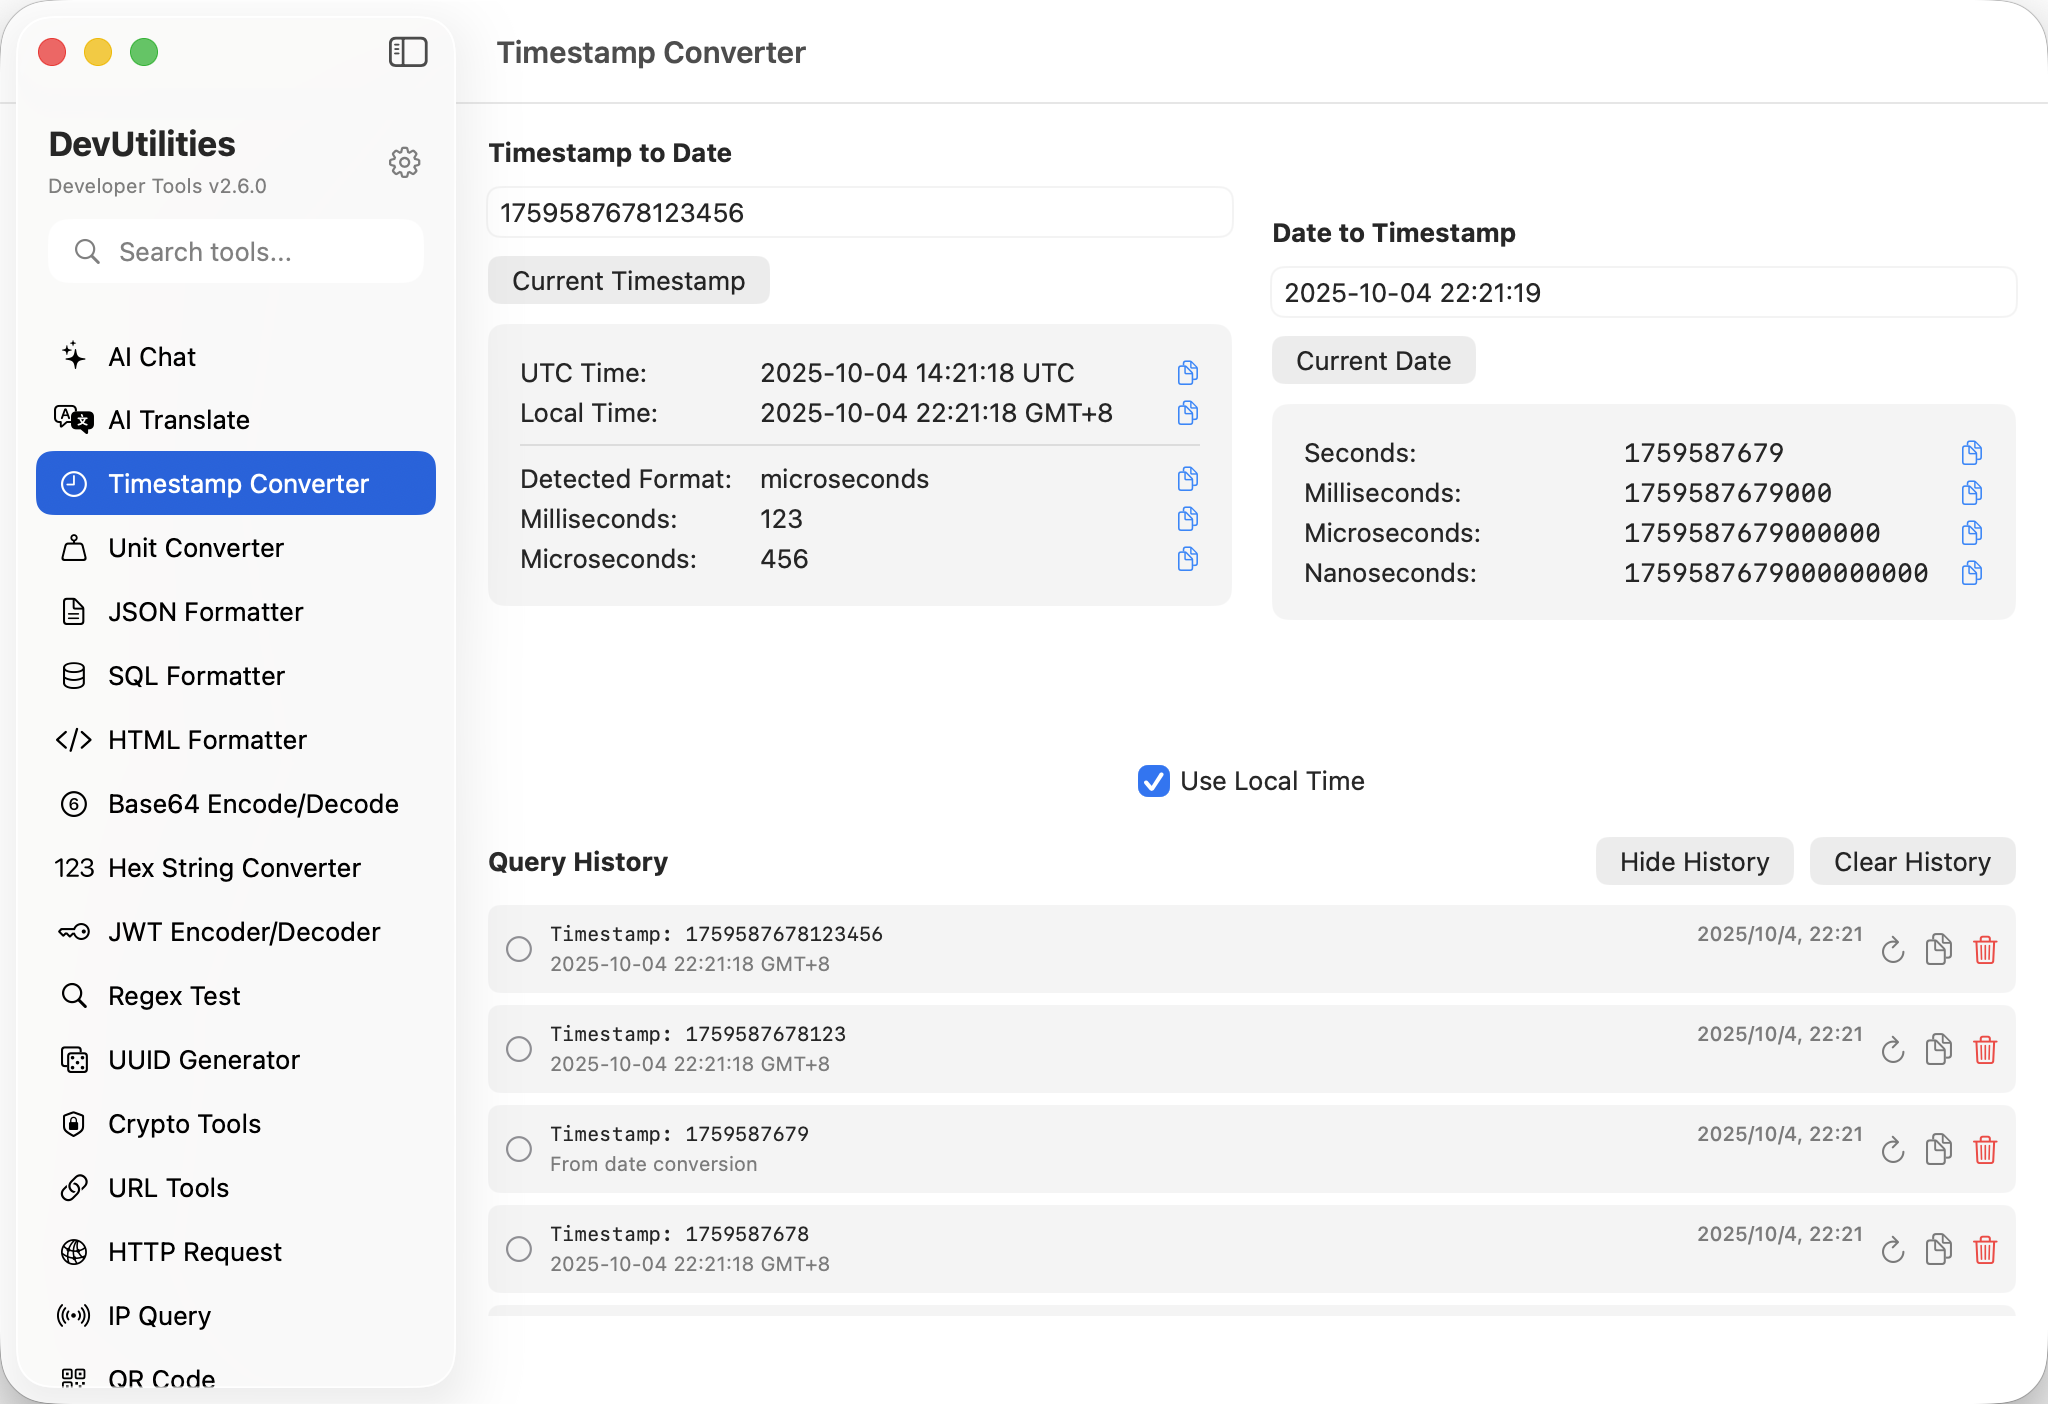 Timestamp Converter
DevUtilities
Developer Tools v2.6.0
Search tools...
AI Chat
AI Translate
Timestamp Converter
Unit Converter
JSON Formatter
SQL Formatter
HTML Formatter
Base64 Encode/Decode
123 Hex String Converter
JWT Encoder/Decoder
Regex Test
UUID Generator
Crypto Tools
URL Tools
HTTP Request
IP Query
QR Code
Timestamp to Date
1759587678123456
Current Timestamp
UTC Time: 2025-10-04 14:21:18 UTC
Local Time: 2025-10-04 22:21:18 GMT+8
Detected Format: microseconds
Milliseconds: 123
Microseconds: 456
Date to Timestamp
2025-10-04 22:21:19
Current Date
Seconds: 1759587679
Milliseconds: 1759587679000
Microseconds: 1759587679000000
Nanoseconds: 1759587679000000000
Use Local Time
Query History
Hide History
Clear History
Timestamp: 1759587678123456 2025/10/4, 22:21
2025-10-04 22:21:18 GMT+8
Timestamp: 1759587678123 2025/10/4, 22:21
2025-10-04 22:21:18 GMT+8
Timestamp: 1759587679 2025/10/4, 22:21
From date conversion
Timestamp: 1759587678 2025/10/4, 22:21
2025-10-04 22:21:18 GMT+8